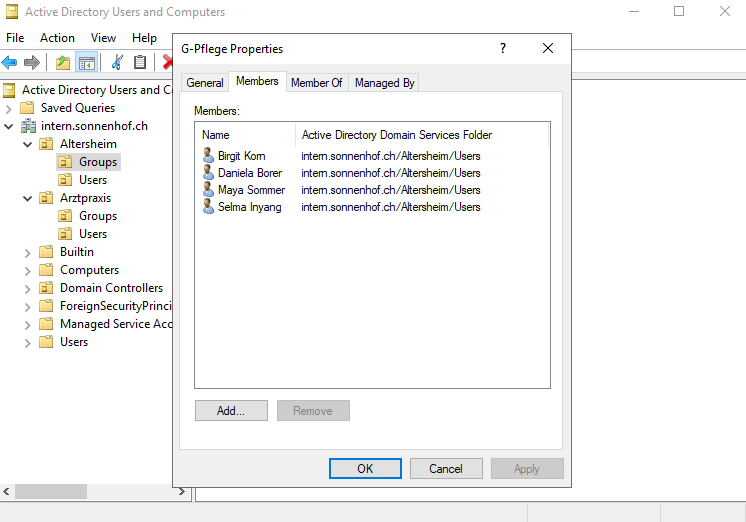 Active Directory Users and Computers
File Action View Help
Active Directory Users and C
Saved Queries
intern.sonnenhof.ch
Altersheim
Groups
Users
Arztpraxis
Groups
Users
Builtin
Computers
Domain Controllers
ForeignSecurityPrinci
Managed Service Acc
Users
G-Pflege Properties
?
General Members Member Of Managed By
Members:
Name Active Directory Domain Services Folder
Birgit Korn intern.sonnenhof.ch/Altersheim/Users
Daniela Borer intern.sonnenhof.ch/Altersheim/Users
Maya Sommer intern.sonnenhof.ch/Altersheim/Users
Selma Inyang intern.sonnenhof.ch/Altersheim/Users
Add... Remove
OK Cancel Apply